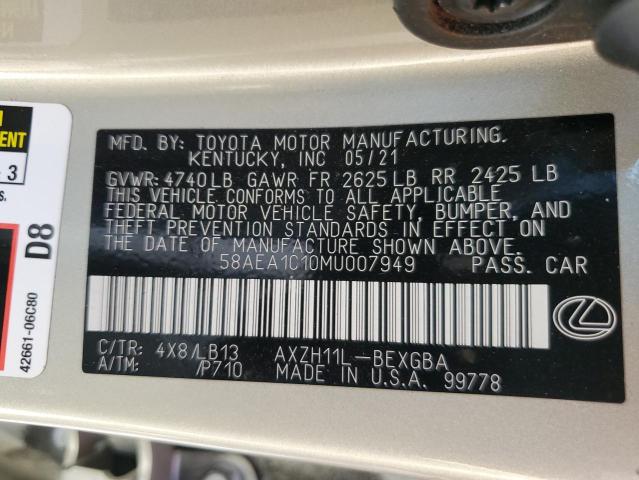 MFD. BY: TOYOTA MOTOR MANUFACTURING.
KENTUCKY, INC 05/21
GVWR: 4740LB GAWR FR 2625LB RR 2425 LB
THIS VEHICLE CONFORMS TO ALL APPLICABLE
FEDERAL MOTOR VEHICLE SAFETY, BUMPER, AND
THEFT PREVENTION STANDARDS IN EFFECT ON
THE DATE OF MANUFACTURE SHOWN ABOVE.
58AEA1C10MU007949 PASS. CAR
C/TR: 4X8/LB13 AXZH11L-BEXGBA
A/TM: /P710 MADE IN U.S.A. 99778
3
D8
42661-06C80